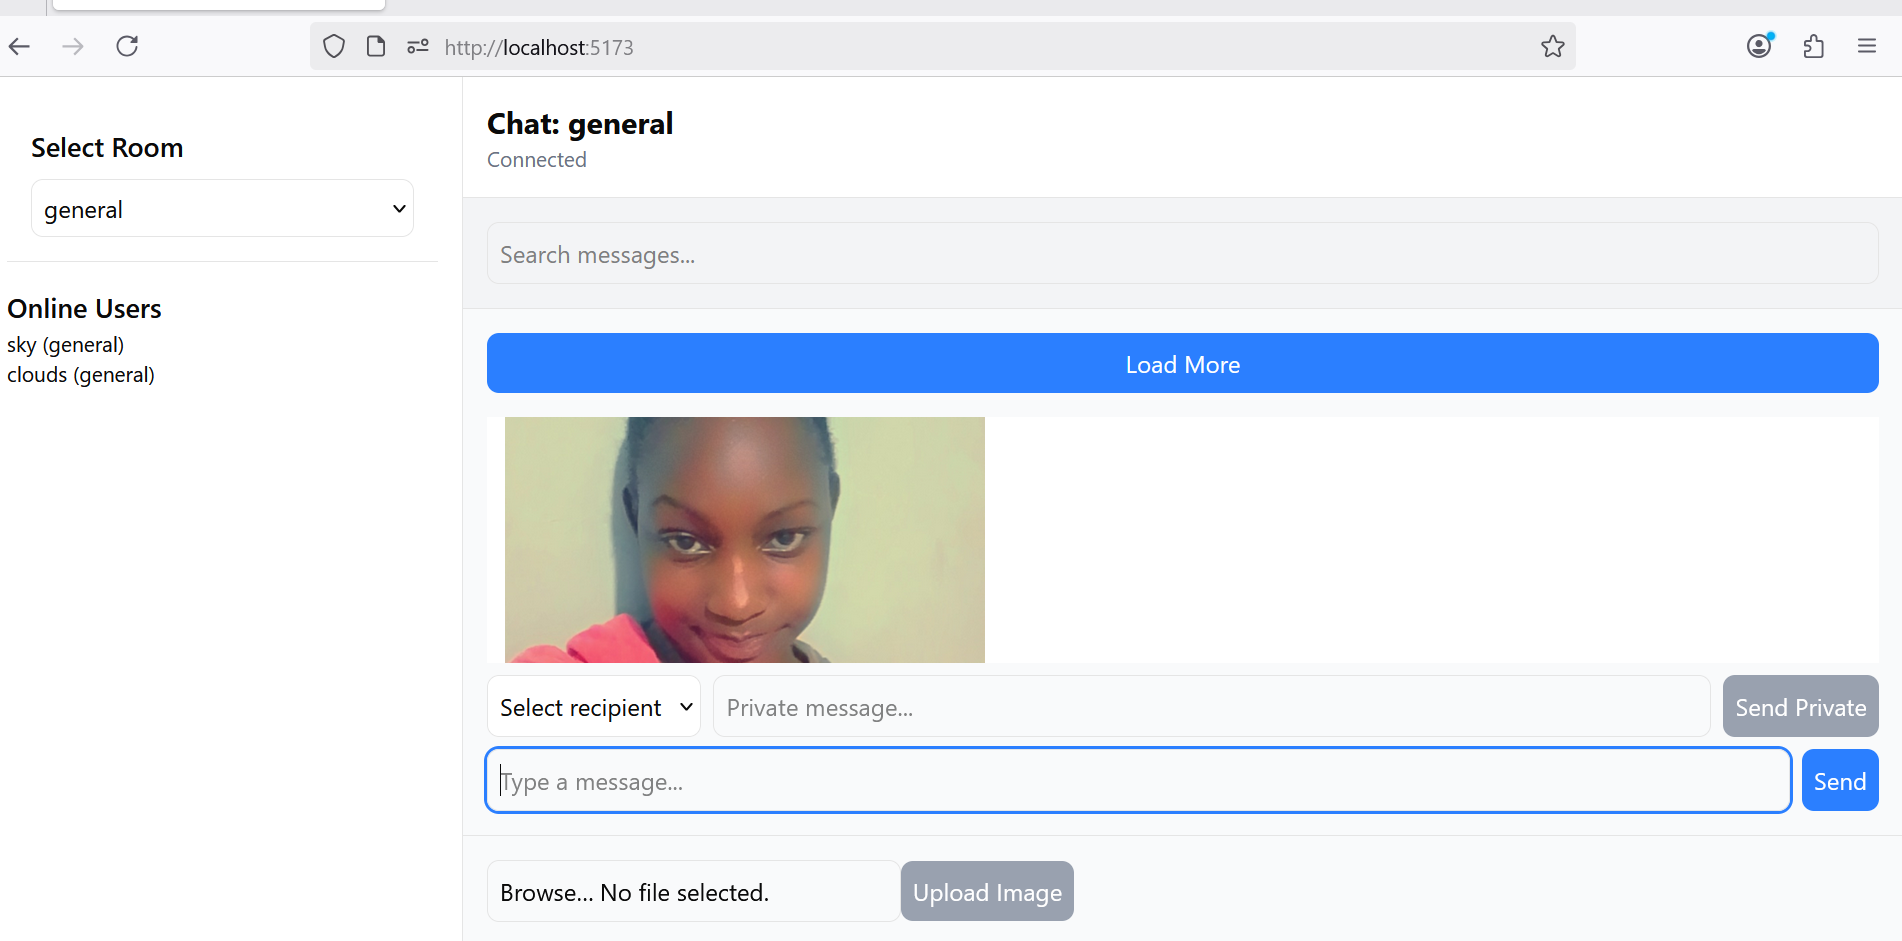 http://localhost:5173
Select Room
general
Online Users
sky (general)
clouds (general)
Chat: general
Connected
Search messages...
Load More
Select recipient
Private message...
Send Private
Type a message...
Send
Browse... No file selected.
Upload Image